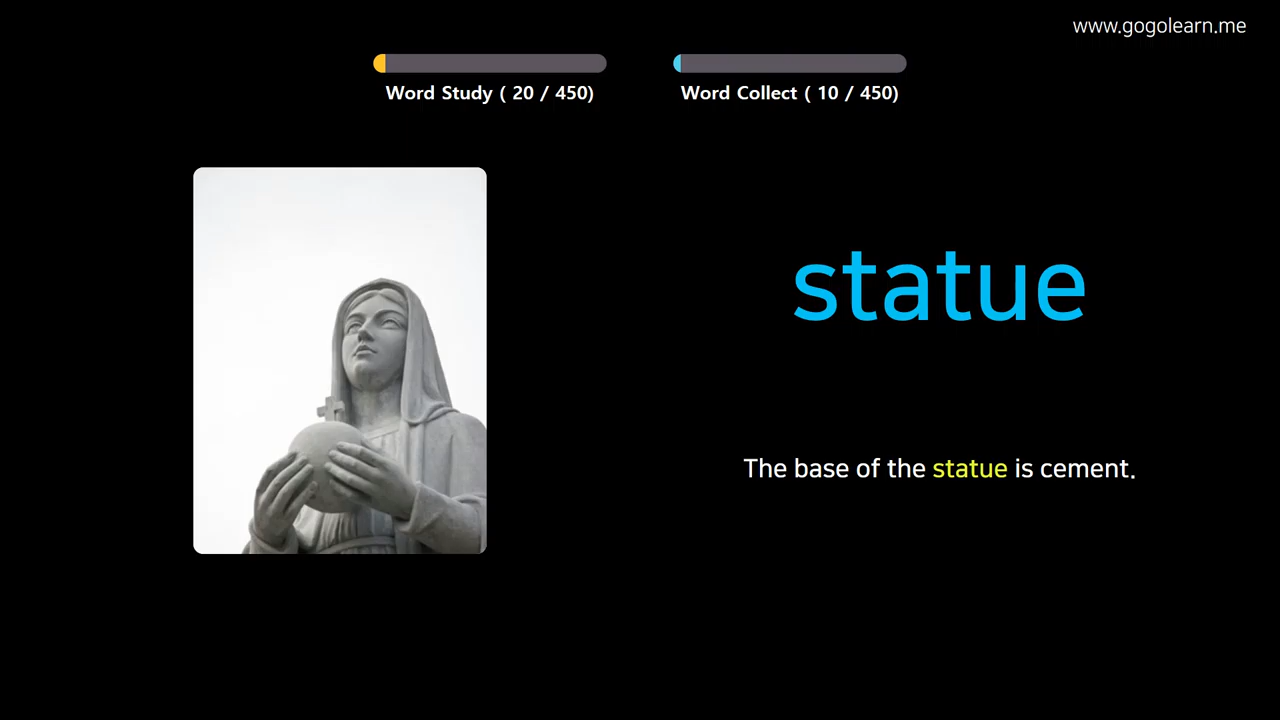 www.gogolearn.me
Word Study ( 20 / 450)
Word Collect ( 10 / 450)
statue
The base of the statue is cement.